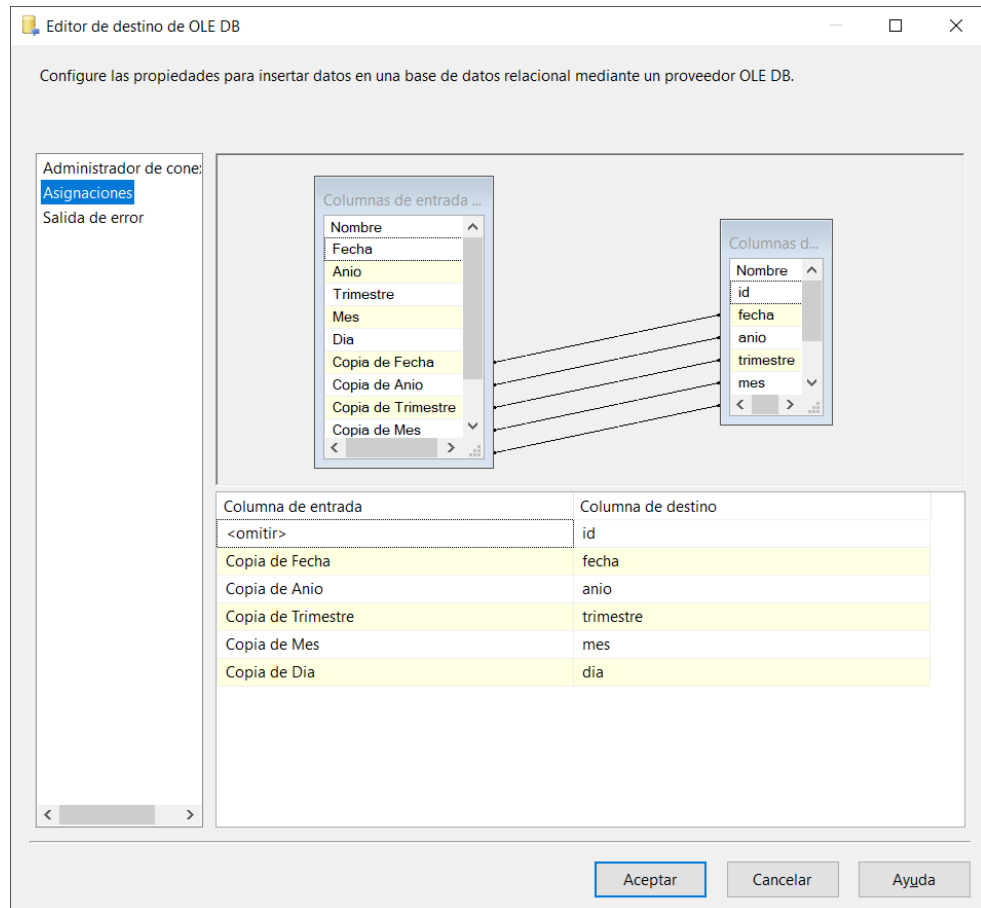 Editor de destino de OLE DB
Configure las propiedades para insertar datos en una base de datos relacional mediante un proveedor OLE DB.
Administrador de cone
Asignaciones
Salida de error
Columnas de entrada ...
Nombre
Fecha
Anio
Trimestre
Mes
Dia
Copia de Fecha
Copia de Anio
Copia de Trimestre
Copia de Mes
Columnas d...
Nombre
id
fecha
anio
trimestre
mes
Columna de entrada Columna de destino
<omitir> id
Copia de Fecha fecha
Copia de Anio anio
Copia de Trimestre trimestre
Copia de Mes mes
Copia de Dia dia
Aceptar Cancelar Ayuda